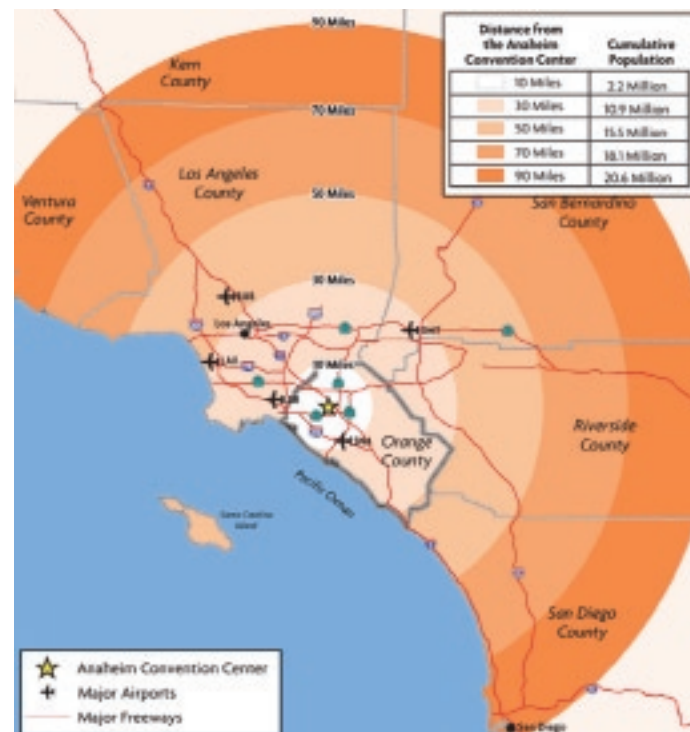 90 Miles
Kern
County
70 Miles
Los Angeles
County
Ventura
County
50 Miles
San Bernardino
County
30 Miles
Los Angeles
10 Miles
Orange
County
Riverside
County
Pacific Ocean
Santa Catalina
Island
San Diego
County
San Diego
Distance from
the Anaheim
Convention Center
Cumulative
Population
10 Miles 2.2 Million
30 Miles 10.9 Million
50 Miles 15.5 Million
70 Miles 18.1 Million
90 Miles 20.6 Million
Anaheim Convention Center
Major Airports
Major Freeways